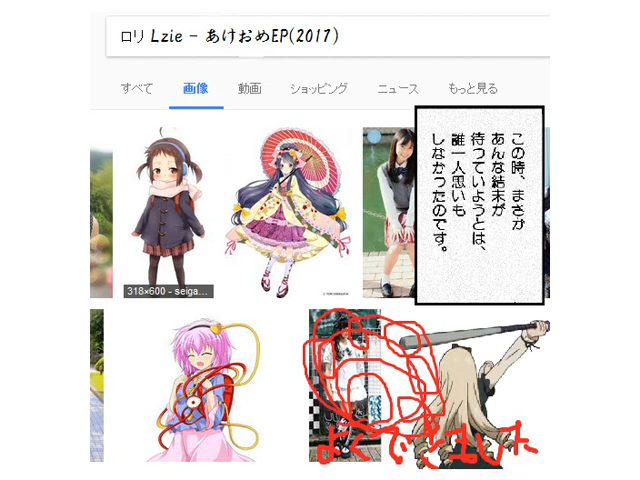 ロリ Lzie - あけおめEP(2017)
すべて 画像 動画 ショッピング ニュース もっと見る
この時、まさか
あんな結末が
待っていようとは、
誰一人思いも
しなかったのです。
318×600 - seiga...
よくできました